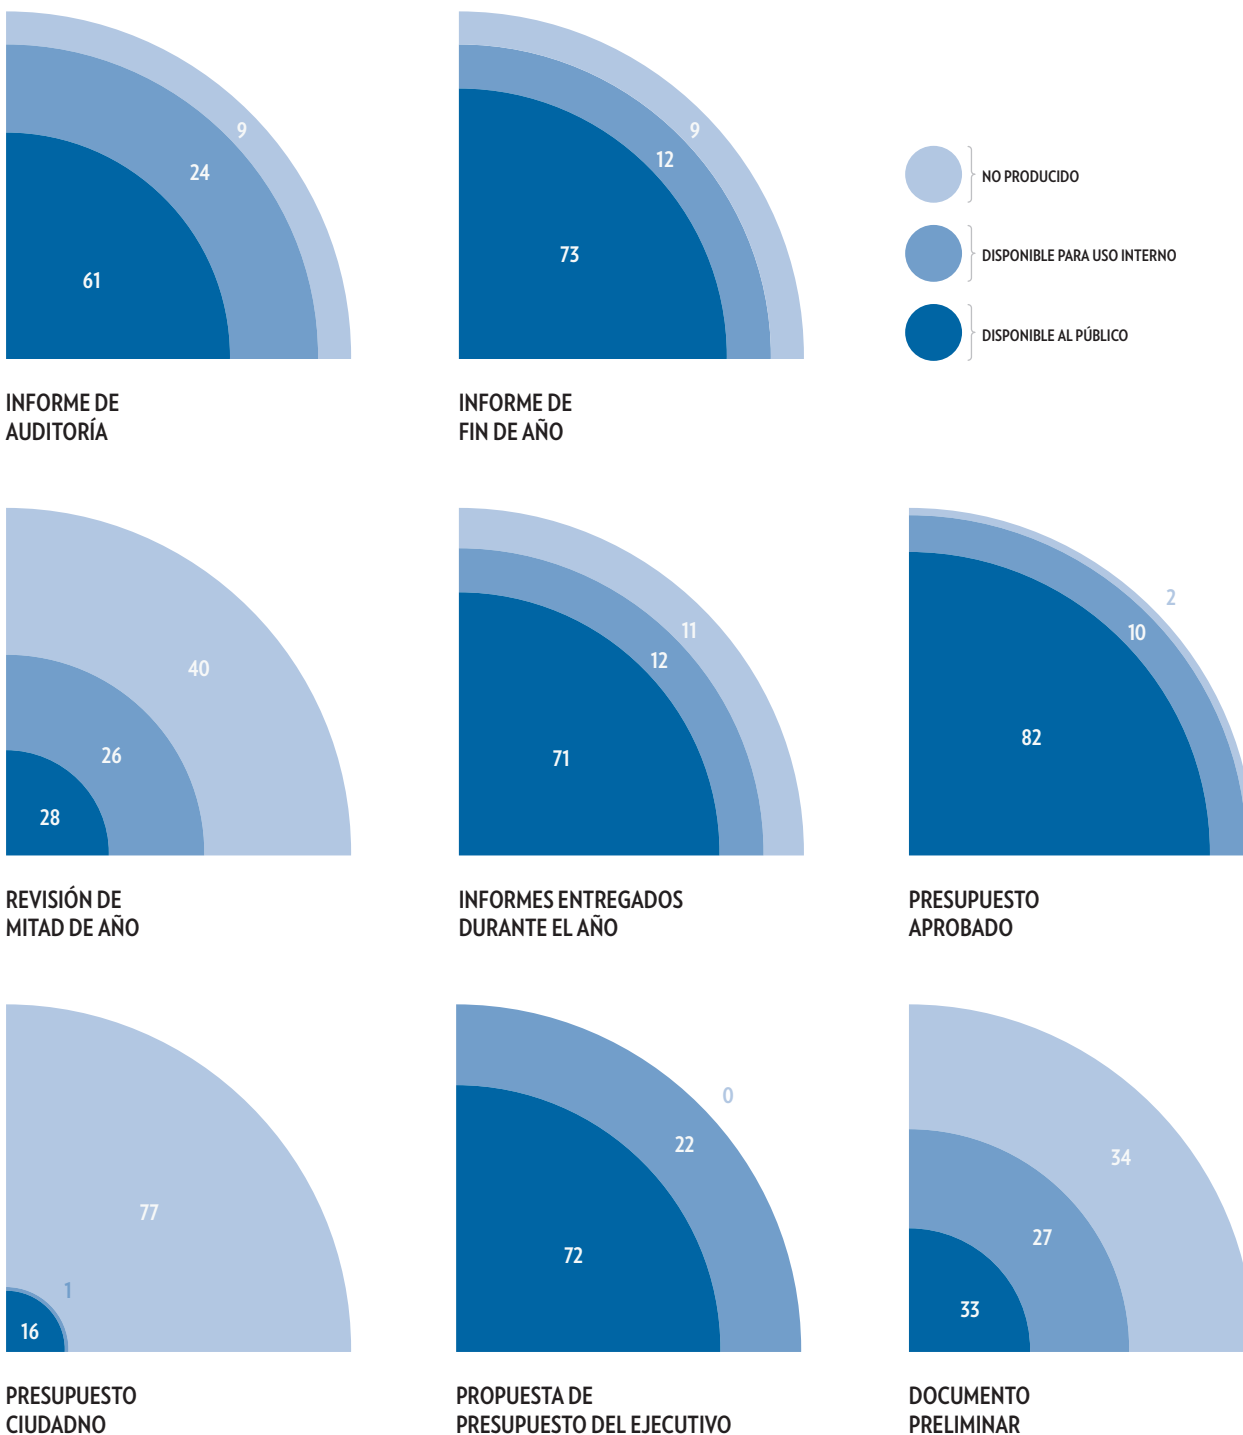 9
24
61
INFORME DE
AUDITORÍA
9
12
73
INFORME DE
FIN DE AÑO
NO PRODUCIDO
DISPONIBLE PARA USO INTERNO
DISPONIBLE AL PÚBLICO
40
26
28
REVISIÓN DE
MITAD DE AÑO
11
12
71
INFORMES ENTREGADOS
DURANTE EL AÑO
2
10
82
PRESUPUESTO
APROBADO
77
1
16
PRESUPUESTO
CIUDADNO
0
22
72
PROPUESTA DE
PRESUPUESTO DEL EJECUTIVO
34
27
33
DOCUMENTO
PRELIMINAR